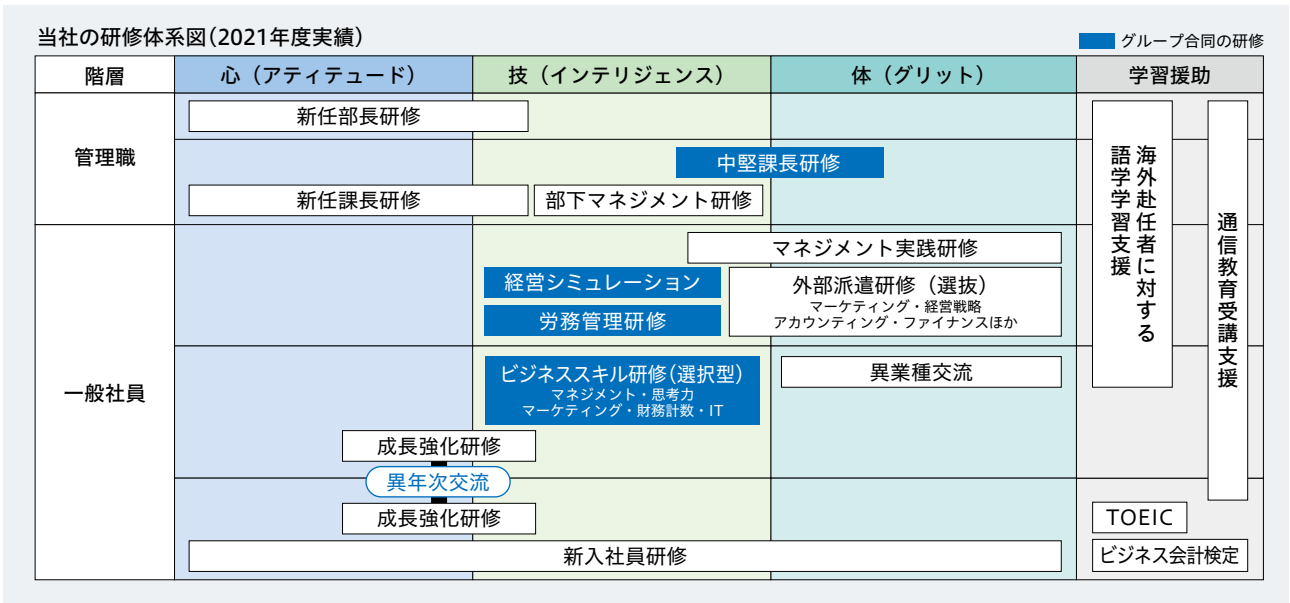 当社の研修体系図(2021年度実績)
グループ合同の研修
階層
心（アティテュード）
技（インテリジェンス）
体（グリット）
学習援助
管理職
新任部長研修
中堅課長研修
新任課長研修
部下マネジメント研修
一般社員
マネジメント実践研修
経営シミュレーション
労務管理研修
外部派遣研修（選抜）
マーケティング・経営戦略
アカウンティング・ファイナンスほか
ビジネススキル研修(選択型)
マネジメント・思考力
マーケティング・財務計数・IT
異業種交流
成長強化研修
異年次交流
成長強化研修
新入社員研修
海外赴任者に対する
語学学習支援
通信教育受講支援
TOEIC
ビジネス会計検定